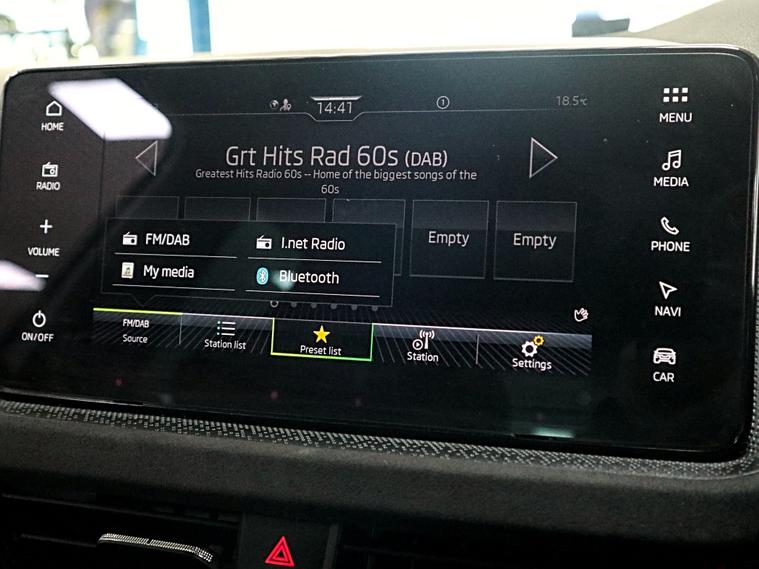 14:41
18.5°C
HOME
RADIO
VOLUME
ON/OFF
Grt Hits Rad 60s (DAB)
Greatest Hits Radio 60s -- Home of the biggest songs of the
60s
Empty
Empty
FM/DAB
I.net Radio
My media
Bluetooth
FM/DAB
Source
Station list
Preset list
Station
Settings
MENU
MEDIA
PHONE
NAVI
CAR